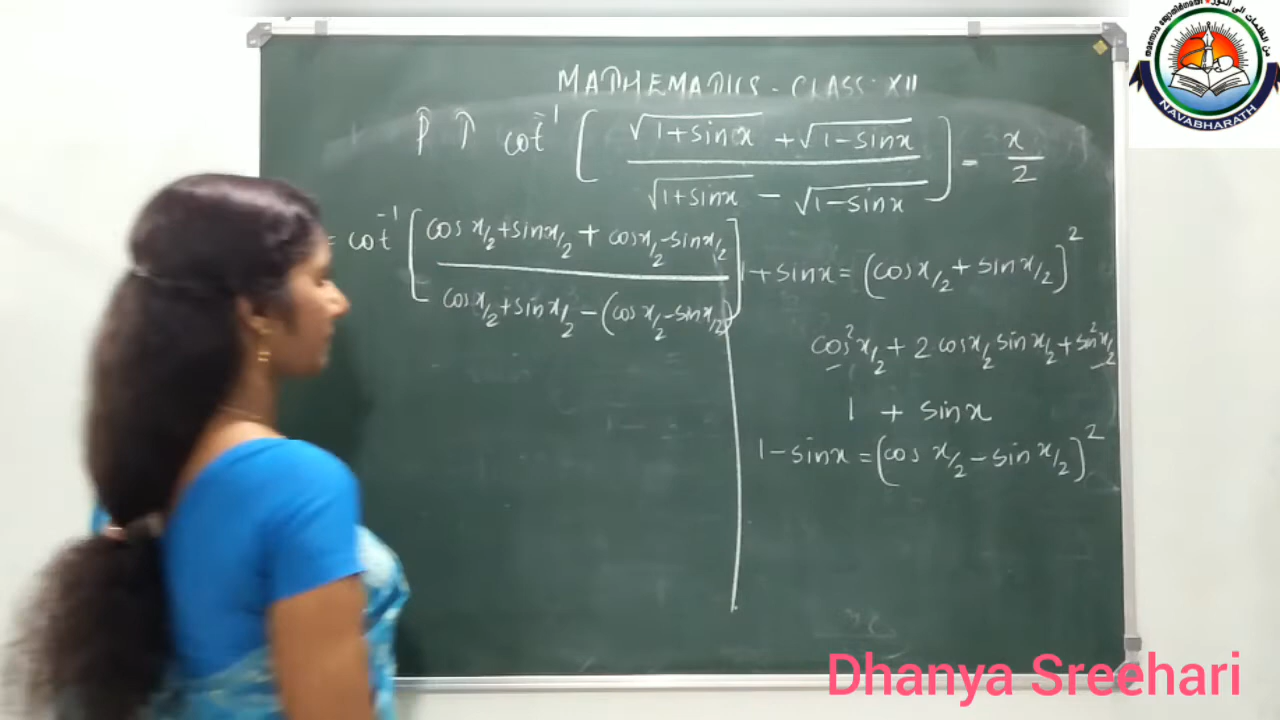 MATHEMATICS - CLASS XII
P T cot⁻¹ [ (√(1+sinx) + √(1-sinx)) / (√(1+sinx) - √(1-sinx)) ] = x/2
= cot⁻¹ [ (cos x/2 + sin x/2 + cos x/2 - sin x/2) / (cos x/2 + sin x/2 - (cos x/2 - sin x/2)) ]
1 + sinx = (cos x/2 + sin x/2)²
cos² x/2 + 2 cos x/2 sin x/2 + sin² x/2
1 + sinx
1 - sinx = (cos x/2 - sin x/2)²
NAVABHARATH
Dhanya Sreehari